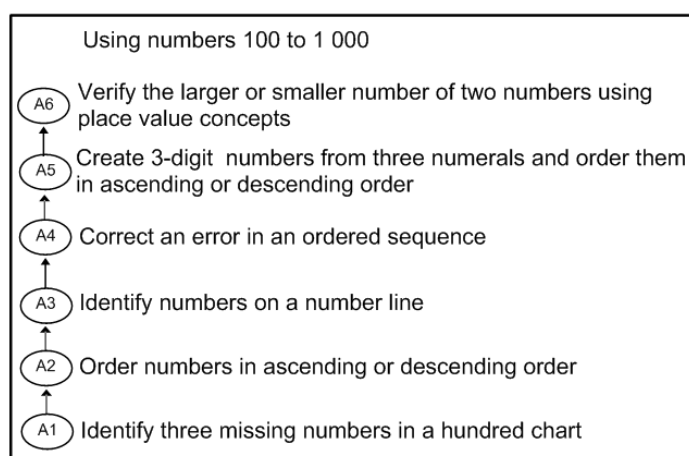 Using numbers 100 to 1 000
A6 Verify the larger or smaller number of two numbers using
place value concepts
A5 Create 3-digit numbers from three numerals and order them
in ascending or descending order
A4 Correct an error in an ordered sequence
A3 Identify numbers on a number line
A2 Order numbers in ascending or descending order
A1 Identify three missing numbers in a hundred chart